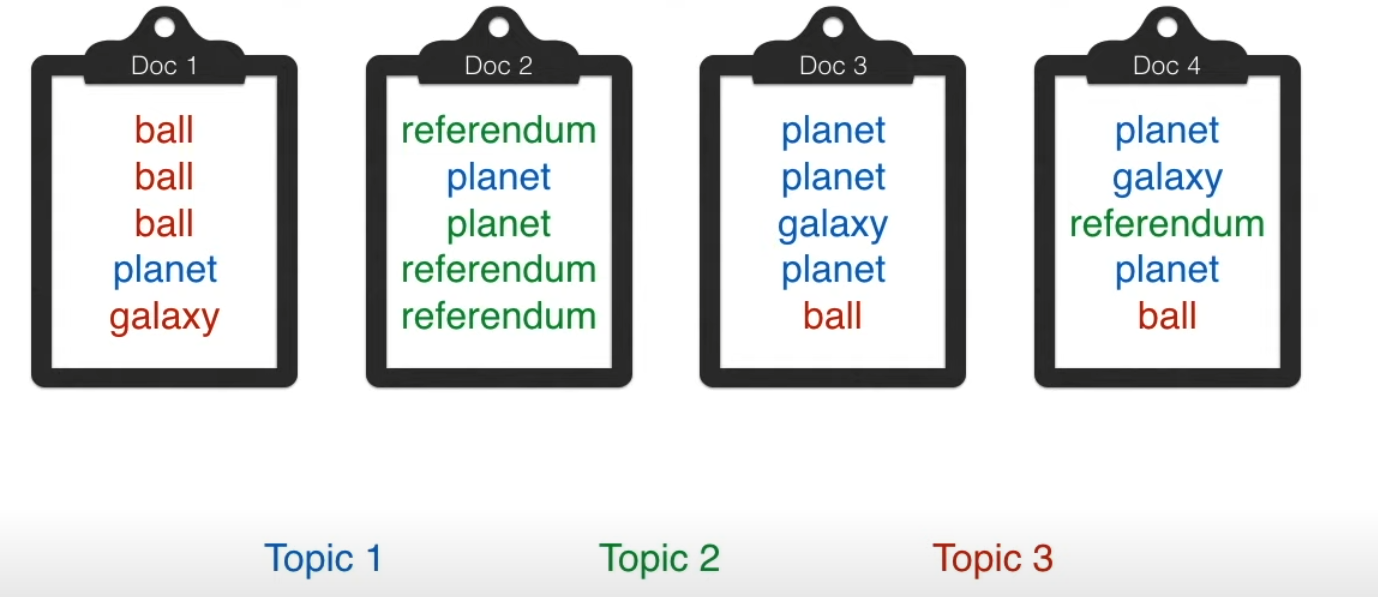 Doc 1
ball
ball
ball
planet
galaxy
Doc 2
referendum
planet
planet
referendum
referendum
Doc 3
planet
planet
galaxy
planet
ball
Doc 4
planet
galaxy
referendum
planet
ball
Topic 1
Topic 2
Topic 3